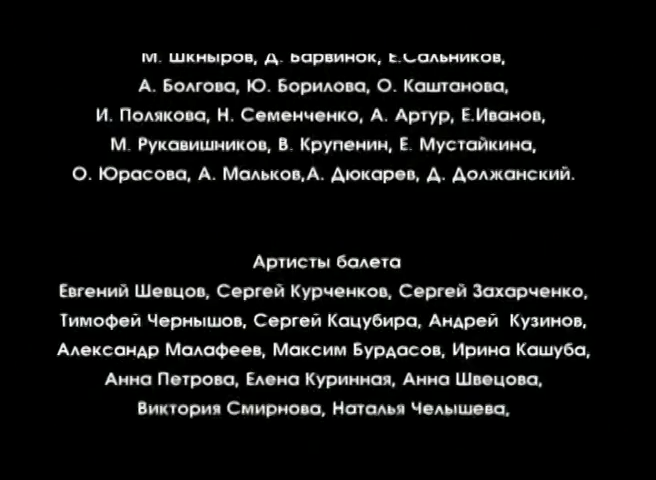 М. Шкныров, Д. Барвинок, Е.Сальников,
А. Болгова, Ю. Борилова, О. Каштанова,
И. Полякова, Н. Семенченко, А. Артур, Е.Иванов,
М. Рукавишников, В. Крупенин, Е. Мустайкина,
О. Юрасова, А. Мальков,А. Дюкарев, Д. Должанский.
Артисты балета
Евгений Шевцов, Сергей Курченков, Сергей Захарченко,
Тимофей Чернышов, Сергей Кацубира, Андрей Кузинов,
Александр Малафеев, Максим Бурдасов, Ирина Кашуба,
Анна Петрова, Елена Куринная, Анна Швецова,
Виктория Смирнова, Наталья Челышева,